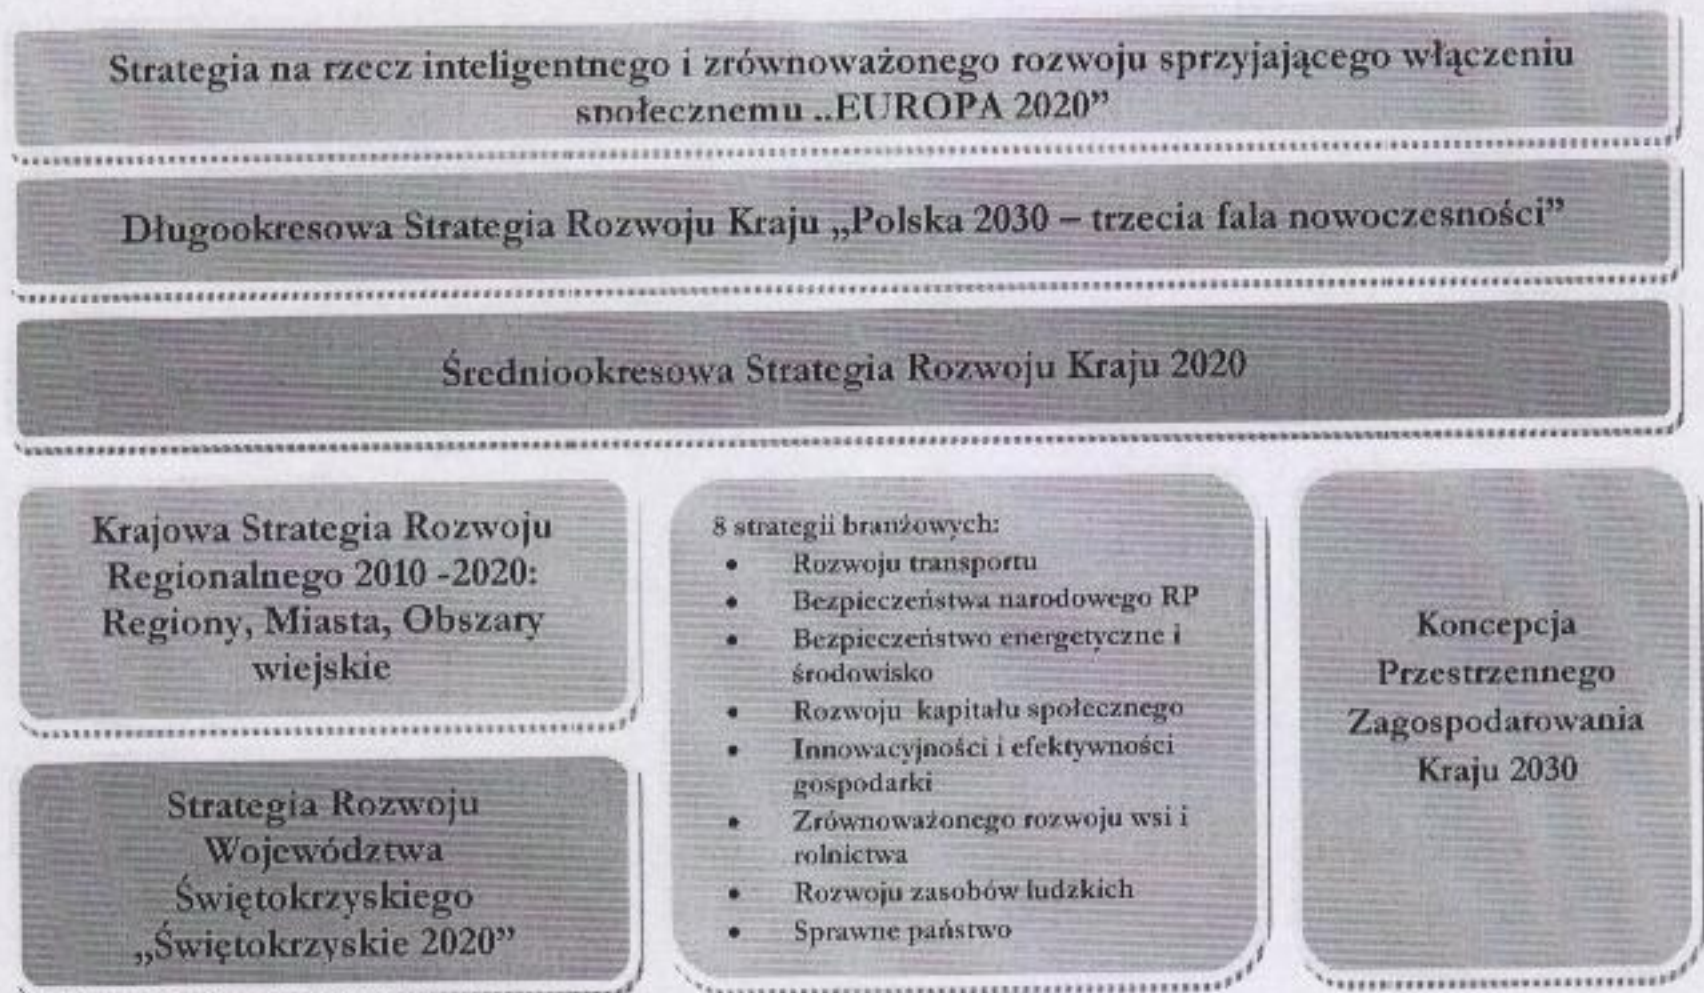 Strategia na rzecz inteligentnego i zrównoważonego rozwoju sprzyjającego włączeniu
społecznemu „EUROPA 2020”
Długookresowa Strategia Rozwoju Kraju „Polska 2030 – trzecia fala nowoczesności”
Średniookresowa Strategia Rozwoju Kraju 2020
Krajowa Strategia Rozwoju
Regionalnego 2010 -2020:
Regiony, Miasta, Obszary
wiejskie
Strategia Rozwoju
Województwa
Świętokrzyskiego
„Świętokrzyskie 2020”
8 strategii branżowych:
• Rozwoju transportu
• Bezpieczeństwa narodowego RP
• Bezpieczeństwo energetyczne i
środowisko
• Rozwoju kapitału społecznego
• Innowacyjności i efektywności
gospodarki
• Zrównoważonego rozwoju wsi i
rolnictwa
• Rozwoju zasobów ludzkich
• Sprawne państwo
Koncepcja
Przestrzennego
Zagospodarowania
Kraju 2030